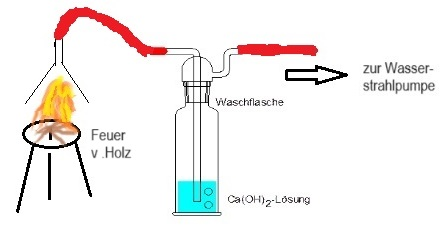 zur Wasser-
strahlpumpe
Waschflasche
Feuer
v .Holz
Ca(OH)2-Lösung